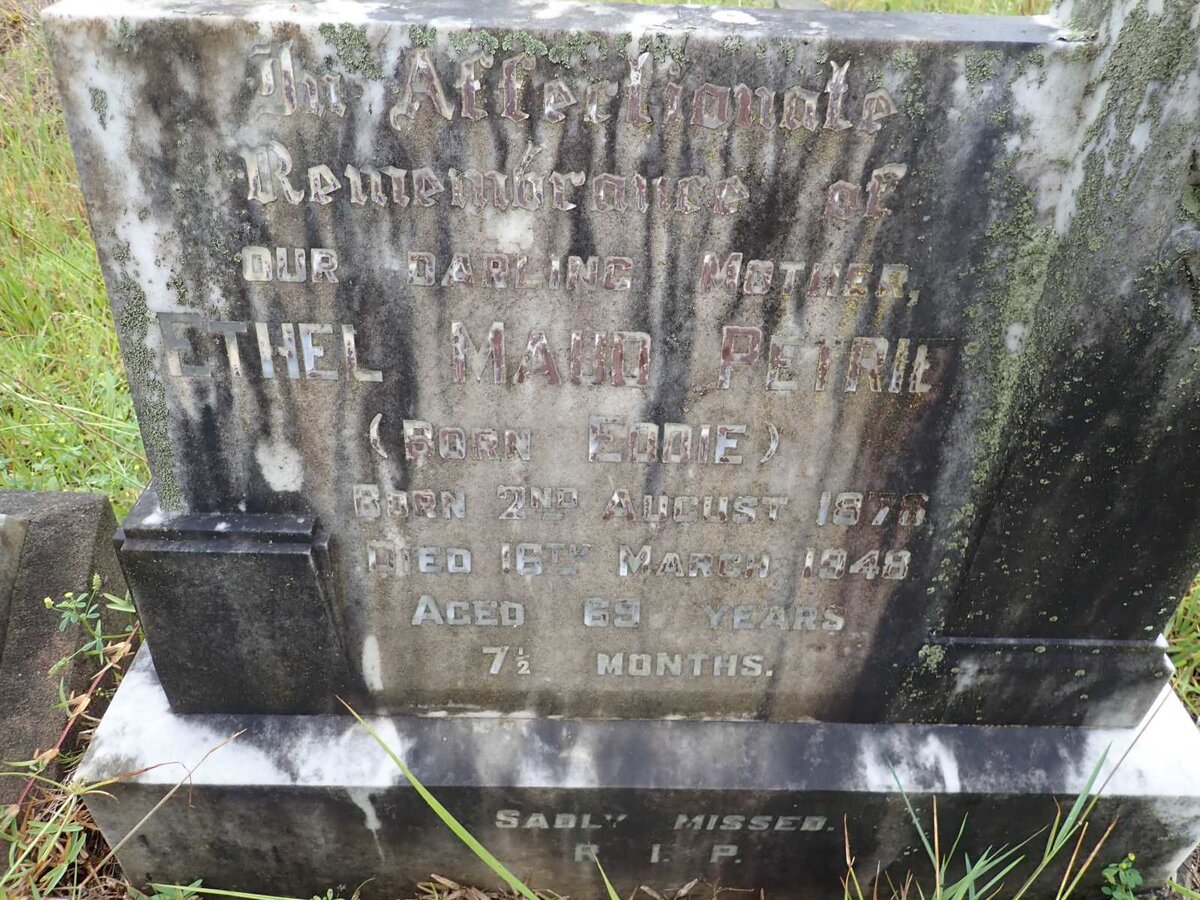 In Affectionate
Remembrance of
OUR DARLING MOTHER,
ETHEL MAUD PETRIE
(BORN EDDIE)
BORN 2ND AUGUST 1878
DIED 16TH MARCH 1948
AGED 69 YEARS
7½ MONTHS.
SADLY MISSED.
R. I. P.